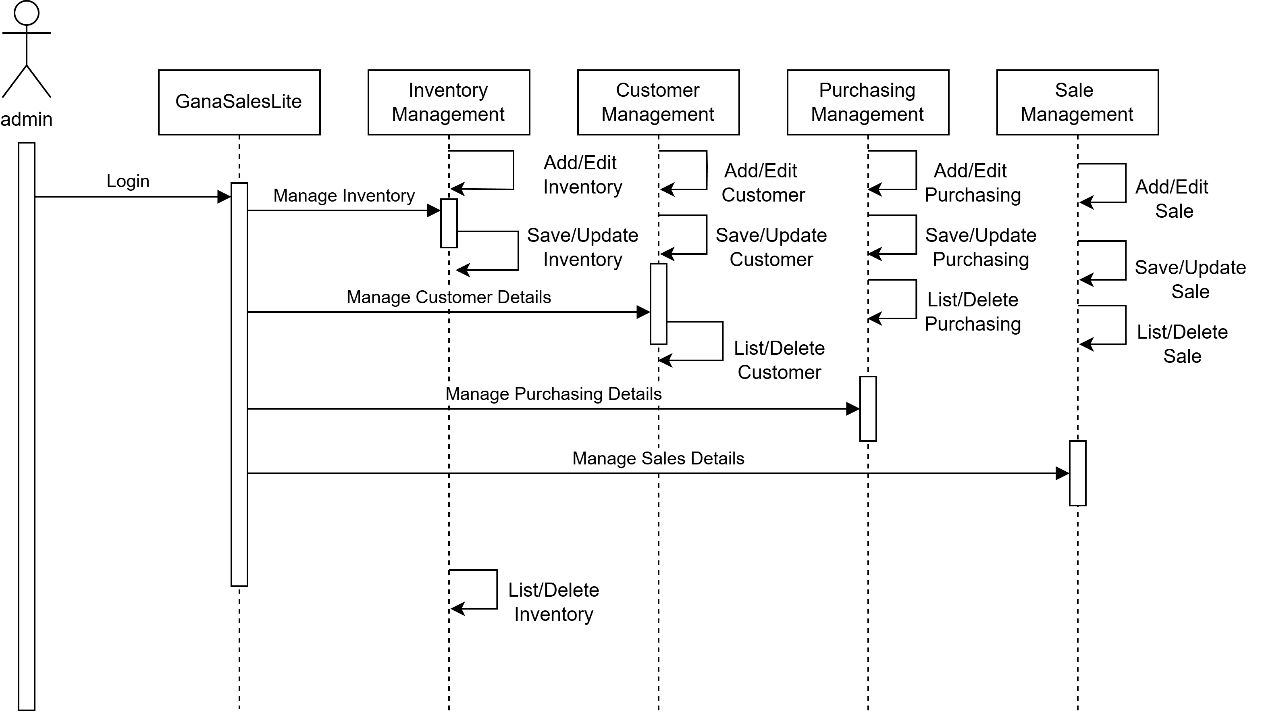 admin
GanaSalesLite
Inventory
Management
Customer
Management
Purchasing
Management
Sale
Management
Login
Manage Inventory
Add/Edit
Inventory
Add/Edit
Customer
Add/Edit
Purchasing
Add/Edit
Sale
Save/Update
Inventory
Save/Update
Customer
Save/Update
Purchasing
Save/Update
Sale
Manage Customer Details
List/Delete
Purchasing
List/Delete
Sale
List/Delete
Customer
Manage Purchasing Details
Manage Sales Details
List/Delete
Inventory